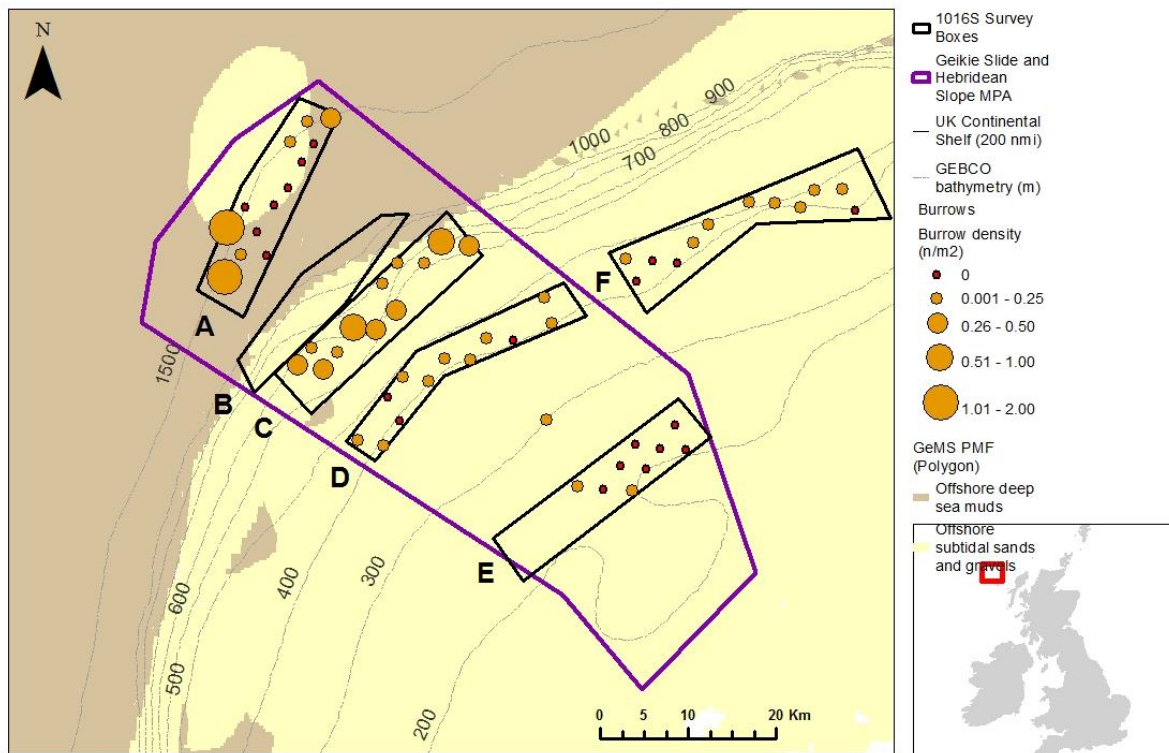 N
1016S Survey
Boxes
Geikie Slide and
Hebridean
Slope MPA
UK Continental
Shelf (200 nmi)
GEBCO
bathymetry (m)
Burrows
Burrow density
(n/m2)
0
0.001 - 0.25
0.26 - 0.50
0.51 - 1.00
1.01 - 2.00
GeMS PMF
(Polygon)
Offshore deep
sea muds
Offshore
subtidal sands
and gravels
900
1000
800
700
F
A
1500
B
C
D
E
600
400
300
500
200
0 5 10 20 Km